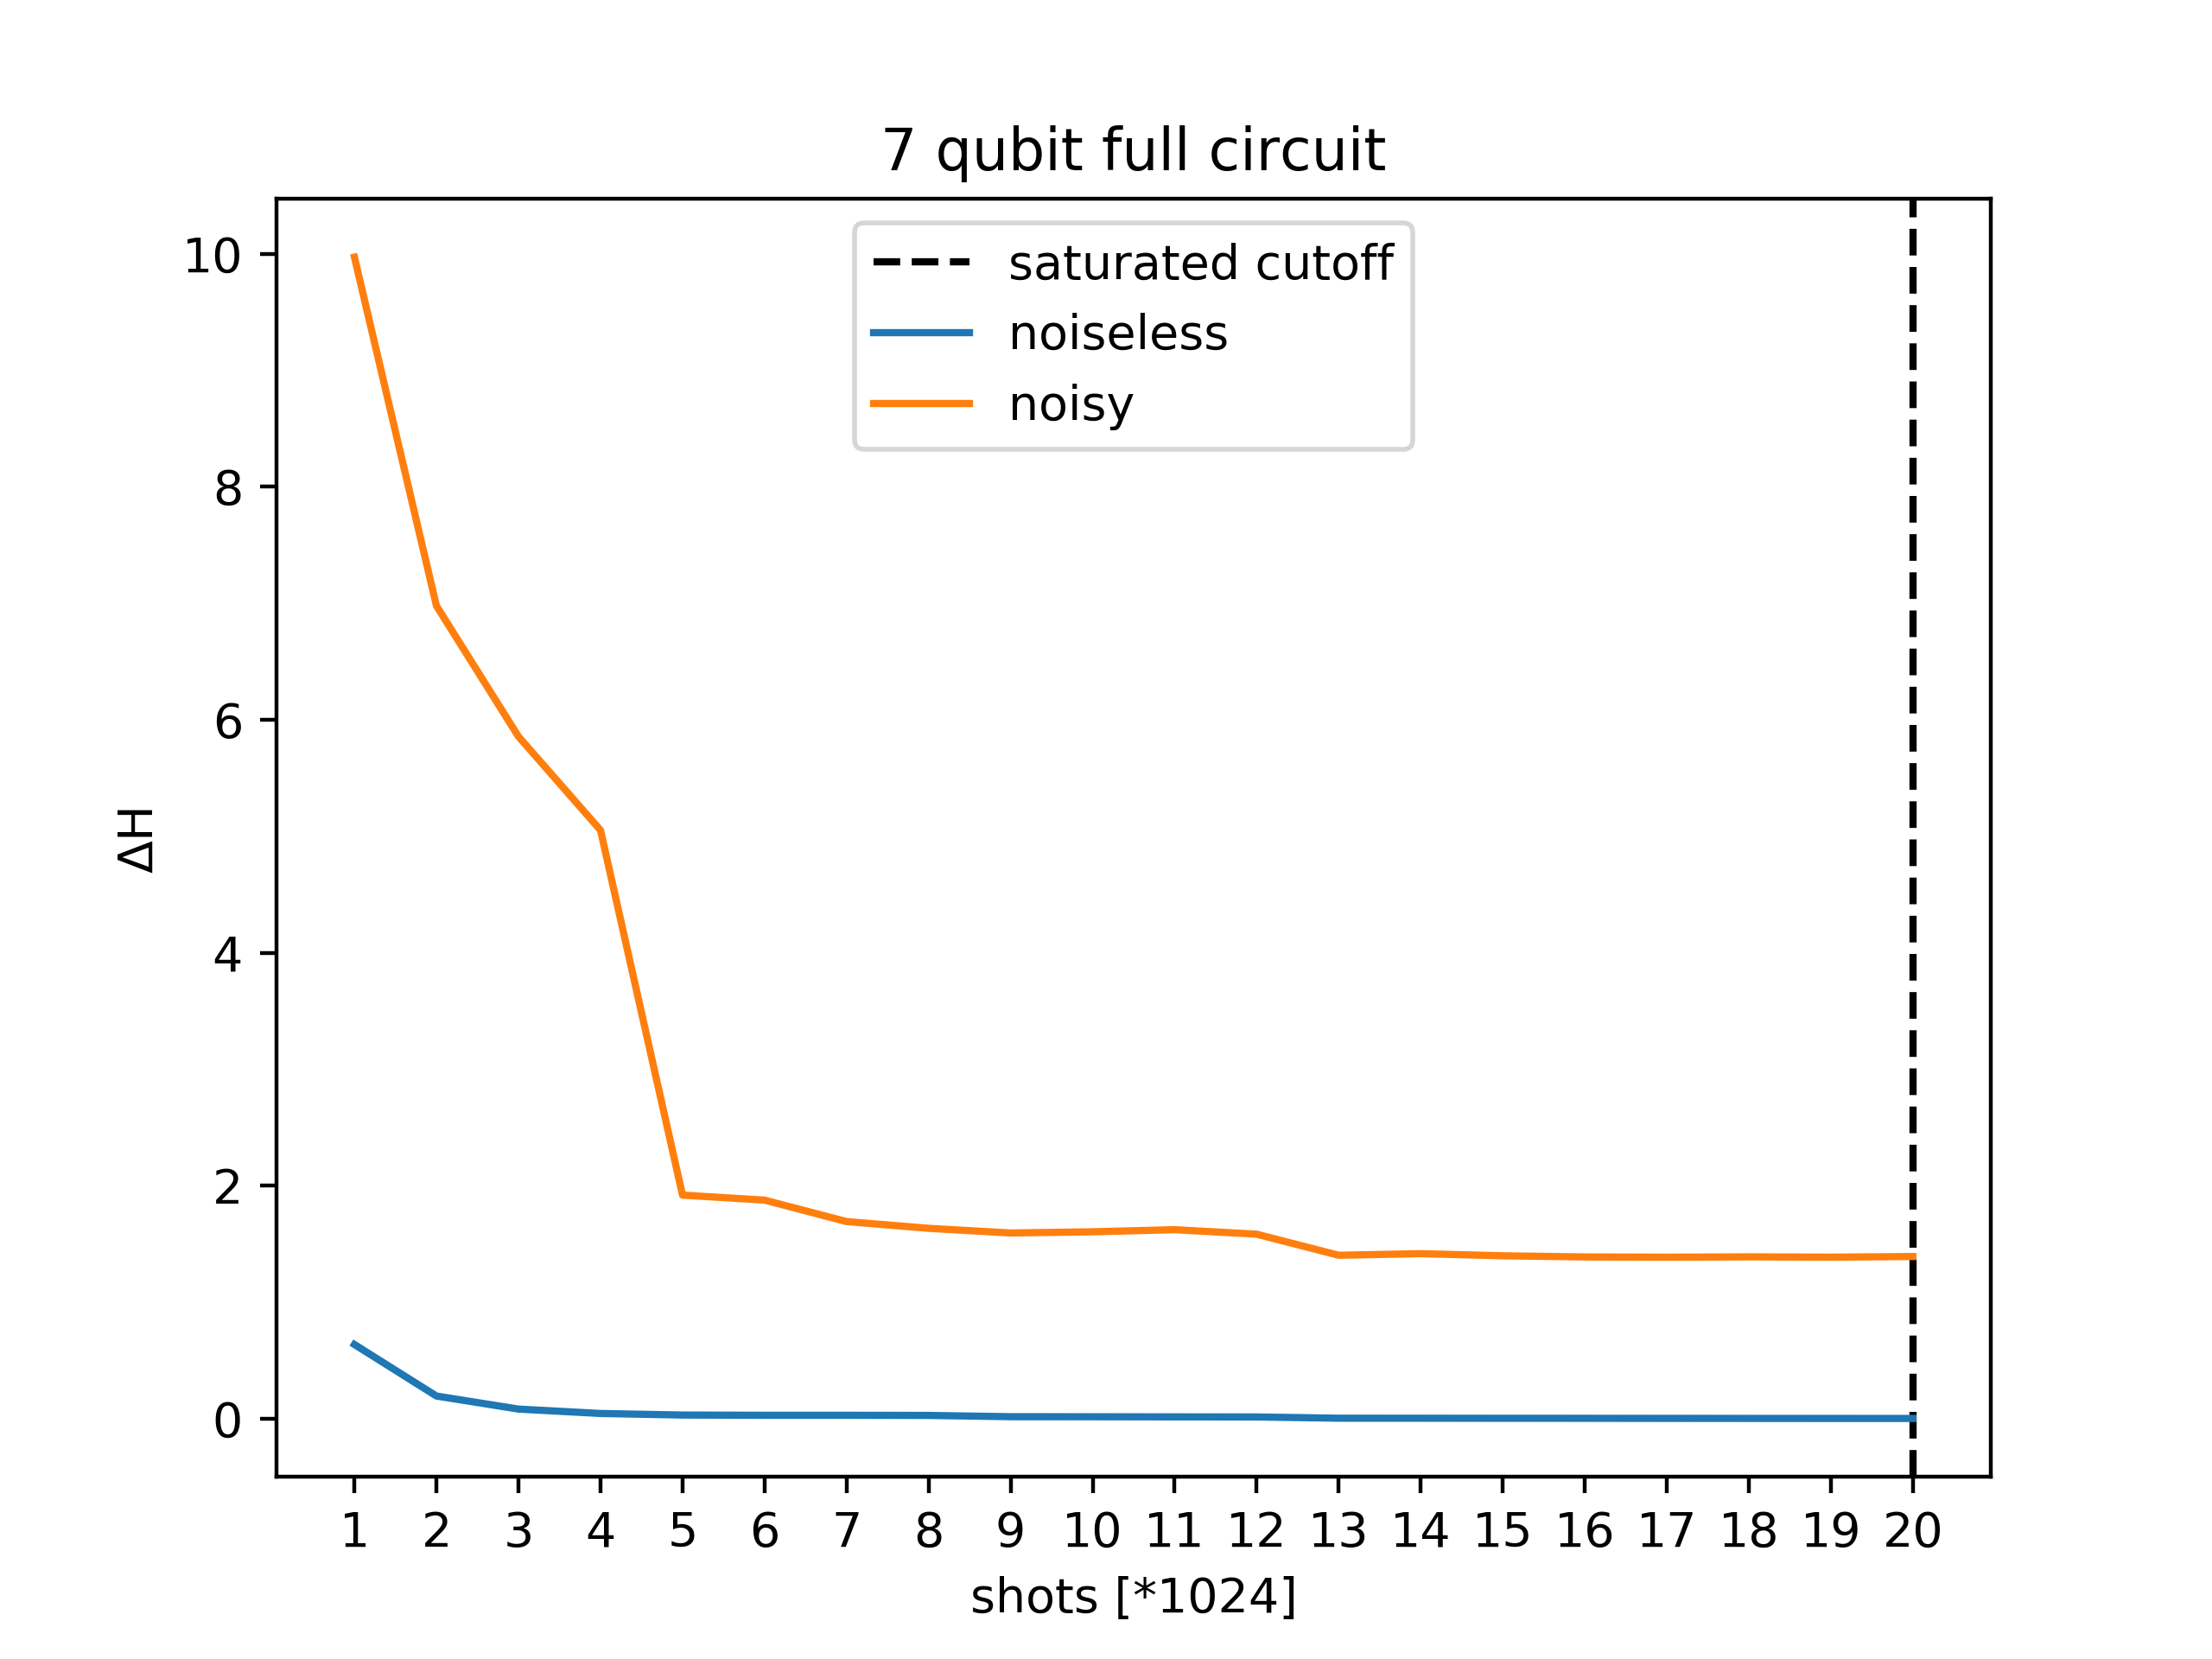 7 qubit full circuit
saturated cutoff
noiseless
noisy
10
8
6
4
2
0
ΔH
1 2 3 4 5 6 7 8 9 10 11 12 13 14 15 16 17 18 19 20
shots [*1024]